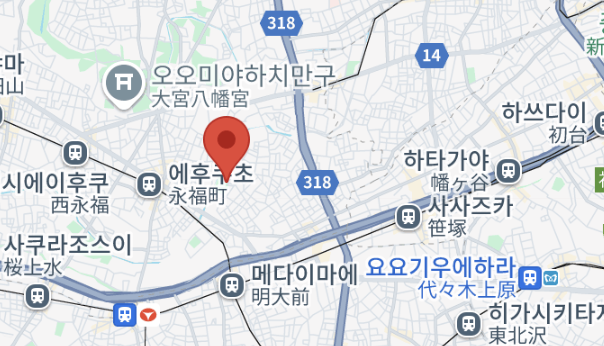 318
야마
14
오오미야하치만구
大宮八幡宮
하쓰다이
初台
에후쿠초
永福町
하타가야
幡ヶ谷
시에이후쿠
西永福
318
사사즈카
笹塚
사쿠라조스이
桜上水
메다이마에
明大前
요요기우에하라
代々木上原
히가시키타자
東北沢